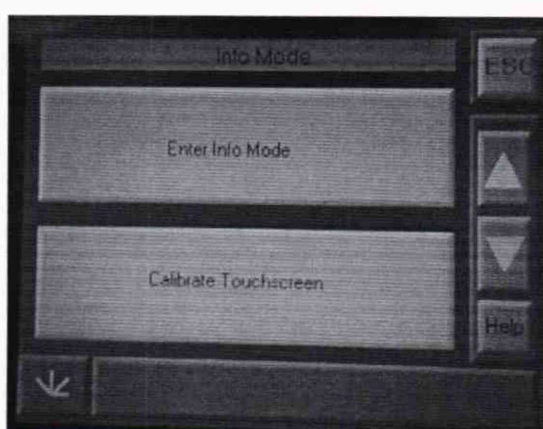 Info Mode
ESC
Enter Info Mode
Calibrate Touchscreen
Help